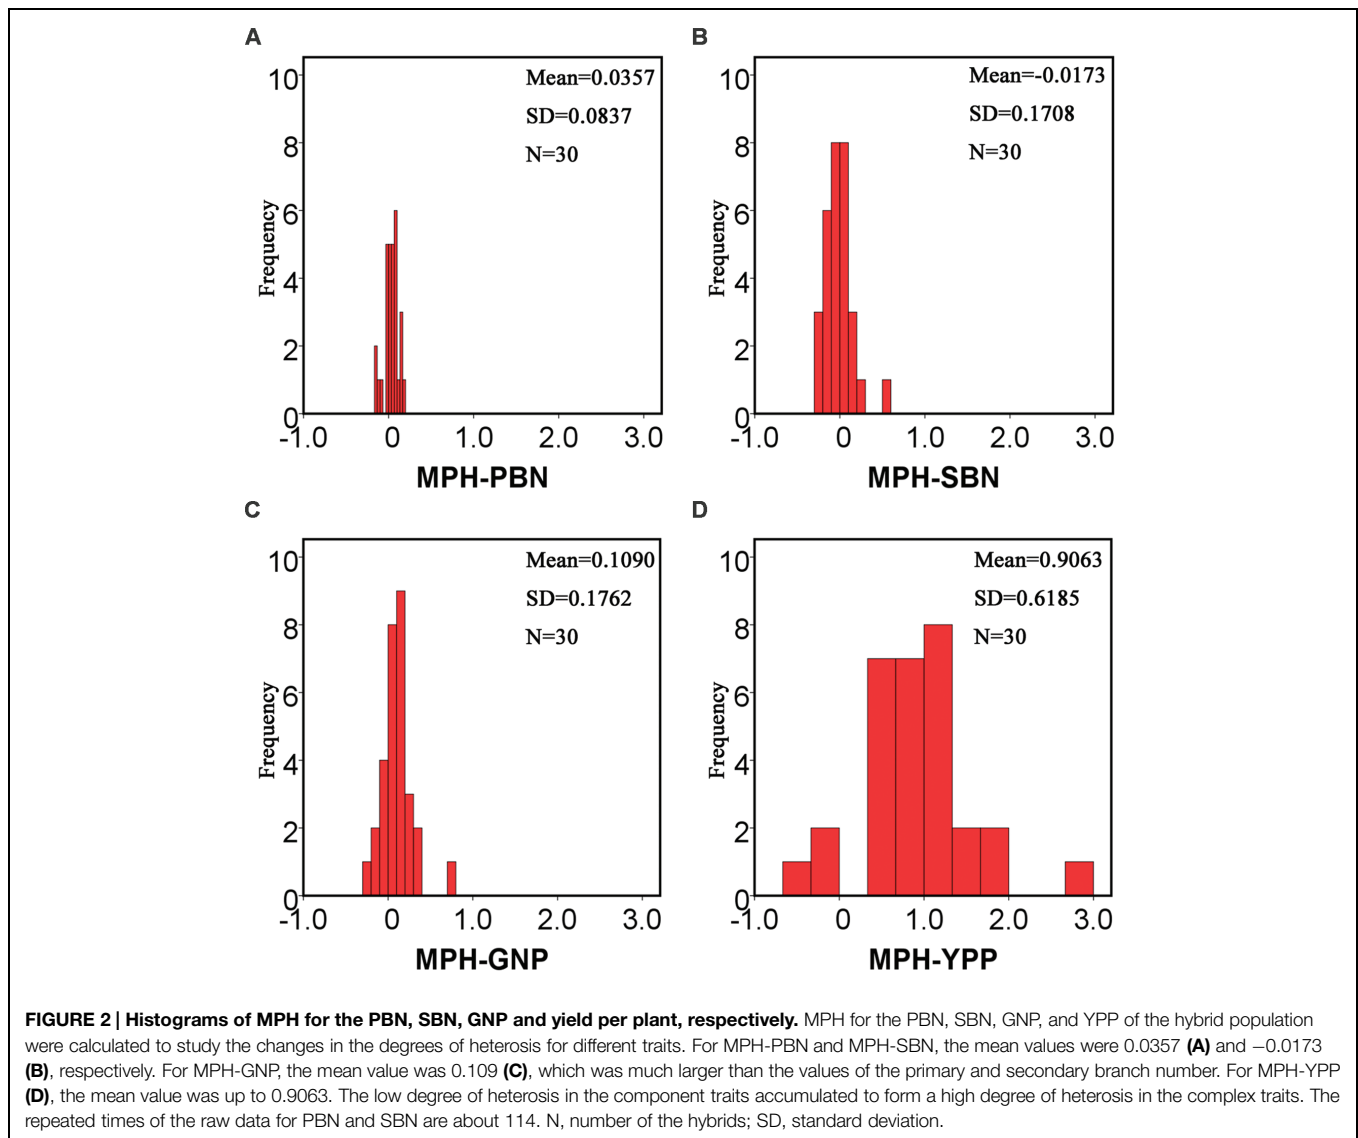 A
Mean=0.0357
SD=0.0837
N=30
Frequency
10
8
6
4
2
0
-1.0 0 1.0 2.0 3.0
MPH-PBN
B
Mean=-0.0173
SD=0.1708
N=30
Frequency
10
8
6
4
2
0
-1.0 0 1.0 2.0 3.0
MPH-SBN
C
Mean=0.1090
SD=0.1762
N=30
Frequency
10
8
6
4
2
0
-1.0 0 1.0 2.0 3.0
MPH-GNP
D
Mean=0.9063
SD=0.6185
N=30
Frequency
10
8
6
4
2
0
-1.0 0 1.0 2.0 3.0
MPH-YPP
FIGURE 2 | Histograms of MPH for the PBN, SBN, GNP and yield per plant, respectively. MPH for the PBN, SBN, GNP, and YPP of the hybrid population
were calculated to study the changes in the degrees of heterosis for different traits. For MPH-PBN and MPH-SBN, the mean values were 0.0357 (A) and −0.0173
(B), respectively. For MPH-GNP, the mean value was 0.109 (C), which was much larger than the values of the primary and secondary branch number. For MPH-YPP
(D), the mean value was up to 0.9063. The low degree of heterosis in the component traits accumulated to form a high degree of heterosis in the complex traits. The
repeated times of the raw data for PBN and SBN are about 114. N, number of the hybrids; SD, standard deviation.